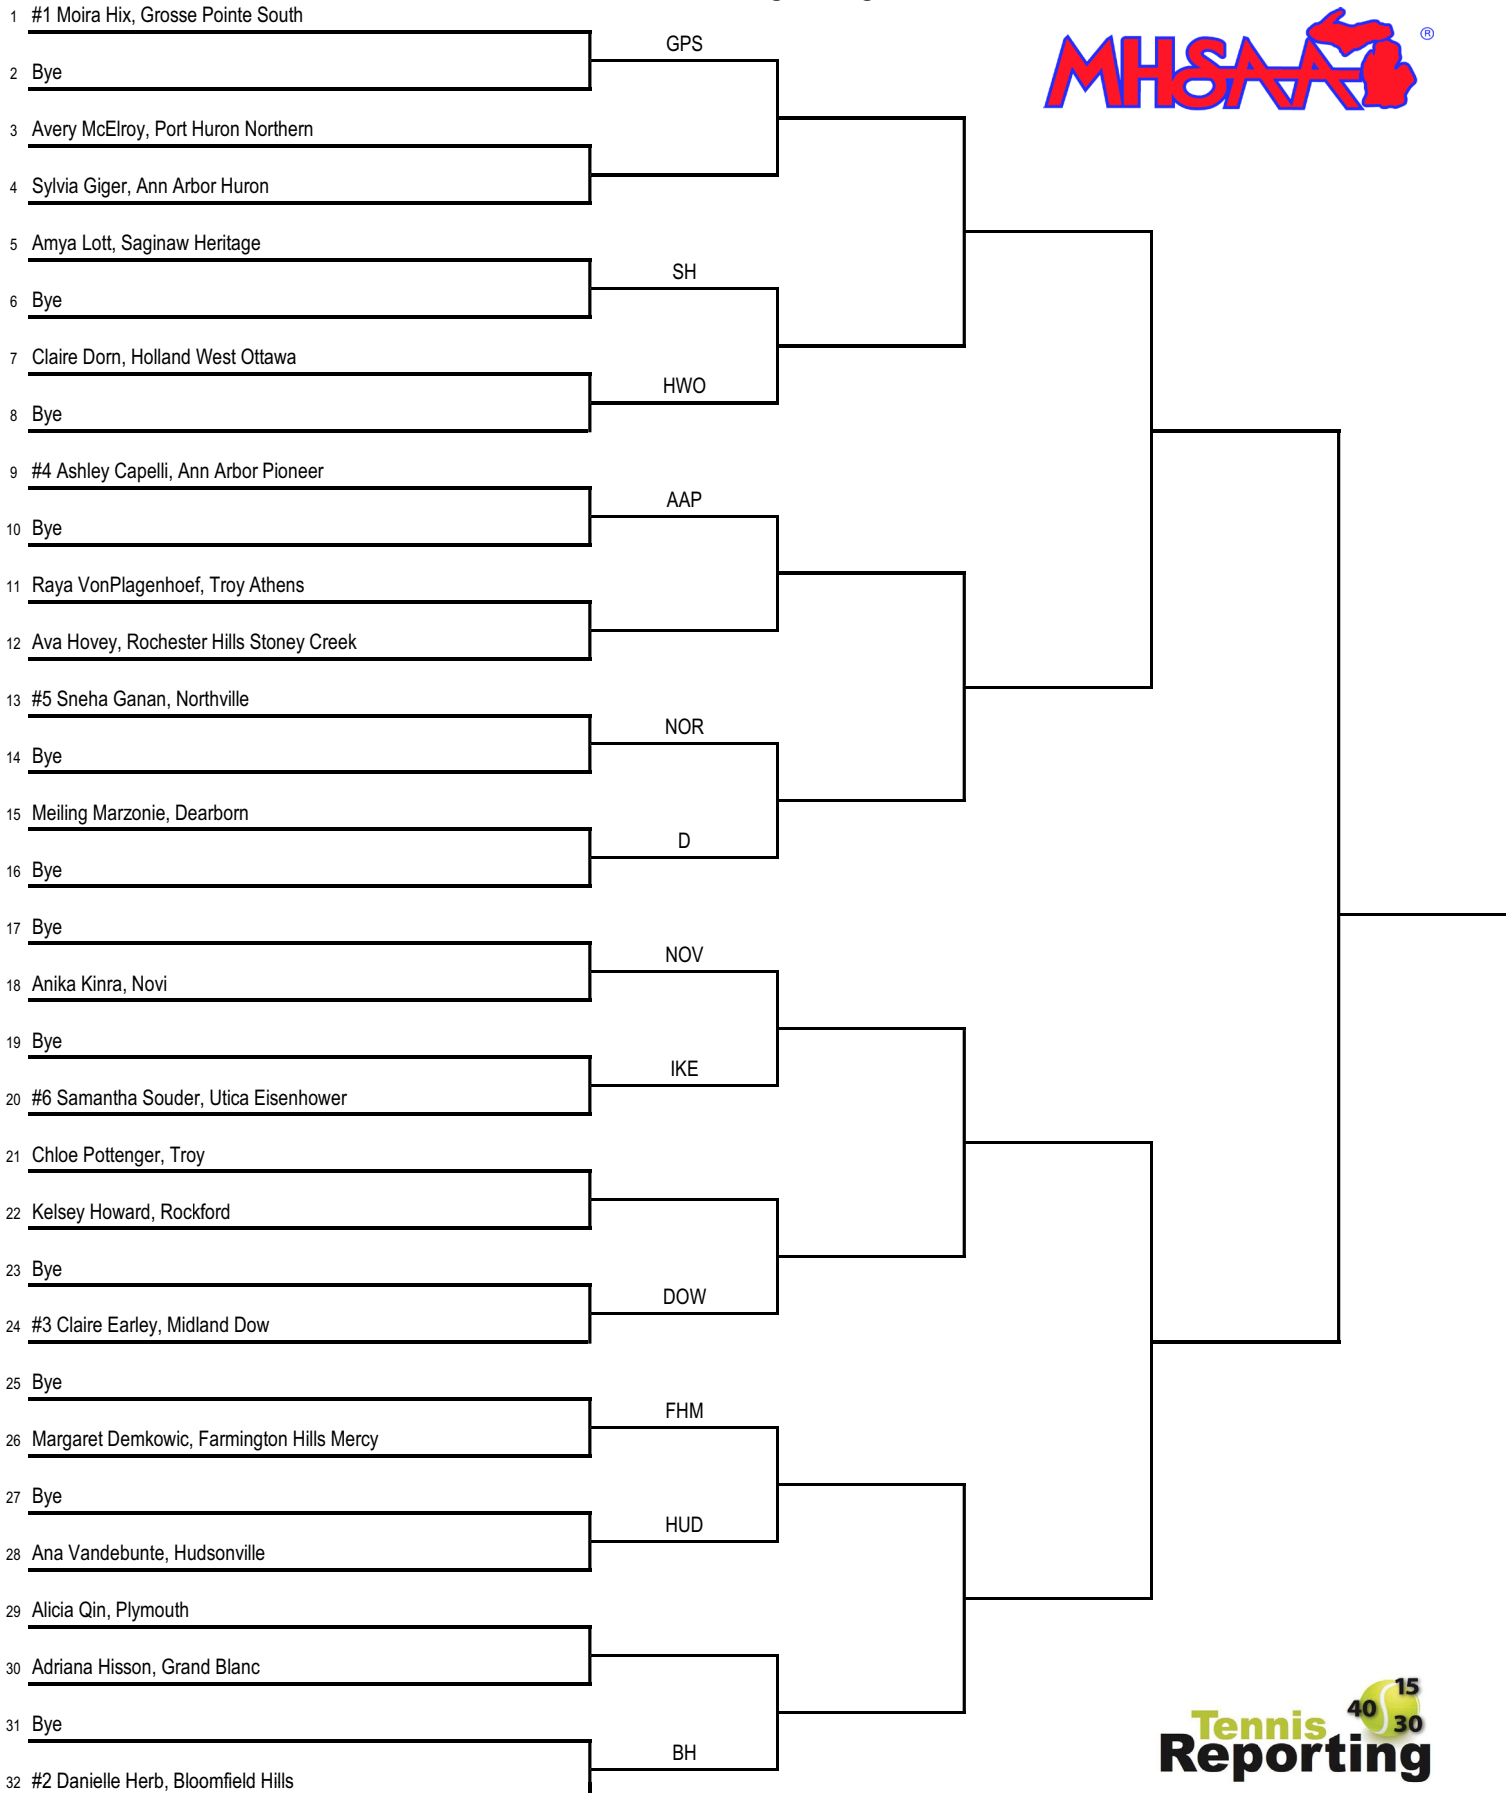 1 #1 Moira Hix, Grosse Pointe South
GPS
MHSAA ®
2 Bye
3 Avery McElroy, Port Huron Northern
4 Sylvia Giger, Ann Arbor Huron
5 Amya Lott, Saginaw Heritage
SH
6 Bye
7 Claire Dorn, Holland West Ottawa
HWO
8 Bye
9 #4 Ashley Capelli, Ann Arbor Pioneer
AAP
10 Bye
11 Raya VonPlagenhoef, Troy Athens
12 Ava Hovey, Rochester Hills Stoney Creek
13 #5 Sneha Ganan, Northville
NOR
14 Bye
15 Meiling Marzonie, Dearborn
D
16 Bye
17 Bye
NOV
18 Anika Kinra, Novi
19 Bye
IKE
20 #6 Samantha Souder, Utica Eisenhower
21 Chloe Pottenger, Troy
22 Kelsey Howard, Rockford
23 Bye
DOW
24 #3 Claire Earley, Midland Dow
25 Bye
FHM
26 Margaret Demkowic, Farmington Hills Mercy
27 Bye
HUD
28 Ana Vandebunte, Hudsonville
29 Alicia Qin, Plymouth
30 Adriana Hisson, Grand Blanc
31 Bye
BH
32 #2 Danielle Herb, Bloomfield Hills
15
40
30
Tennis
Reporting